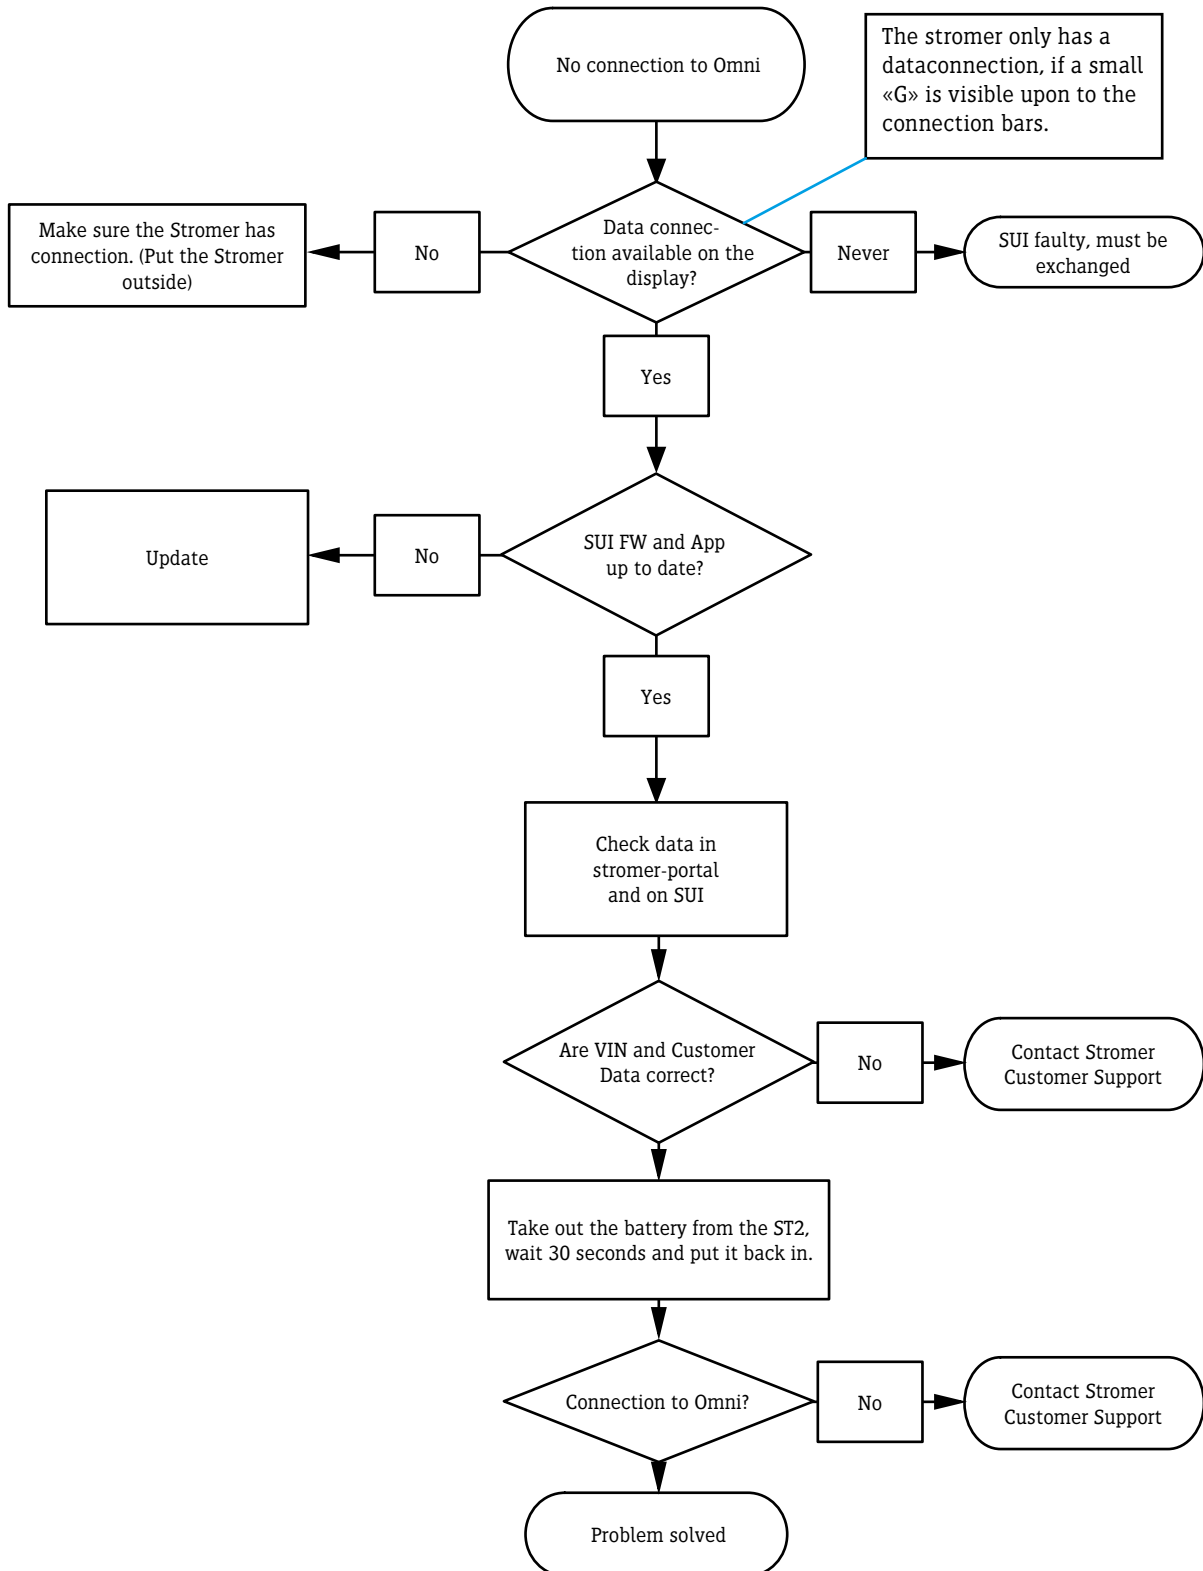 No connection to Omni
The stromer only has a
dataconnection, if a small
«G» is visible upon to the
connection bars.
Make sure the Stromer has
connection. (Put the Stromer
outside)
No
Data connec-
tion available on the
display?
Never
SUI faulty, must be
exchanged
Yes
Update
No
SUI FW and App
up to date?
Yes
Check data in
stromer-portal
and on SUI
Are VIN and Customer
Data correct?
No
Contact Stromer
Customer Support
Take out the battery from the ST2,
wait 30 seconds and put it back in.
Connection to Omni?
No
Contact Stromer
Customer Support
Problem solved